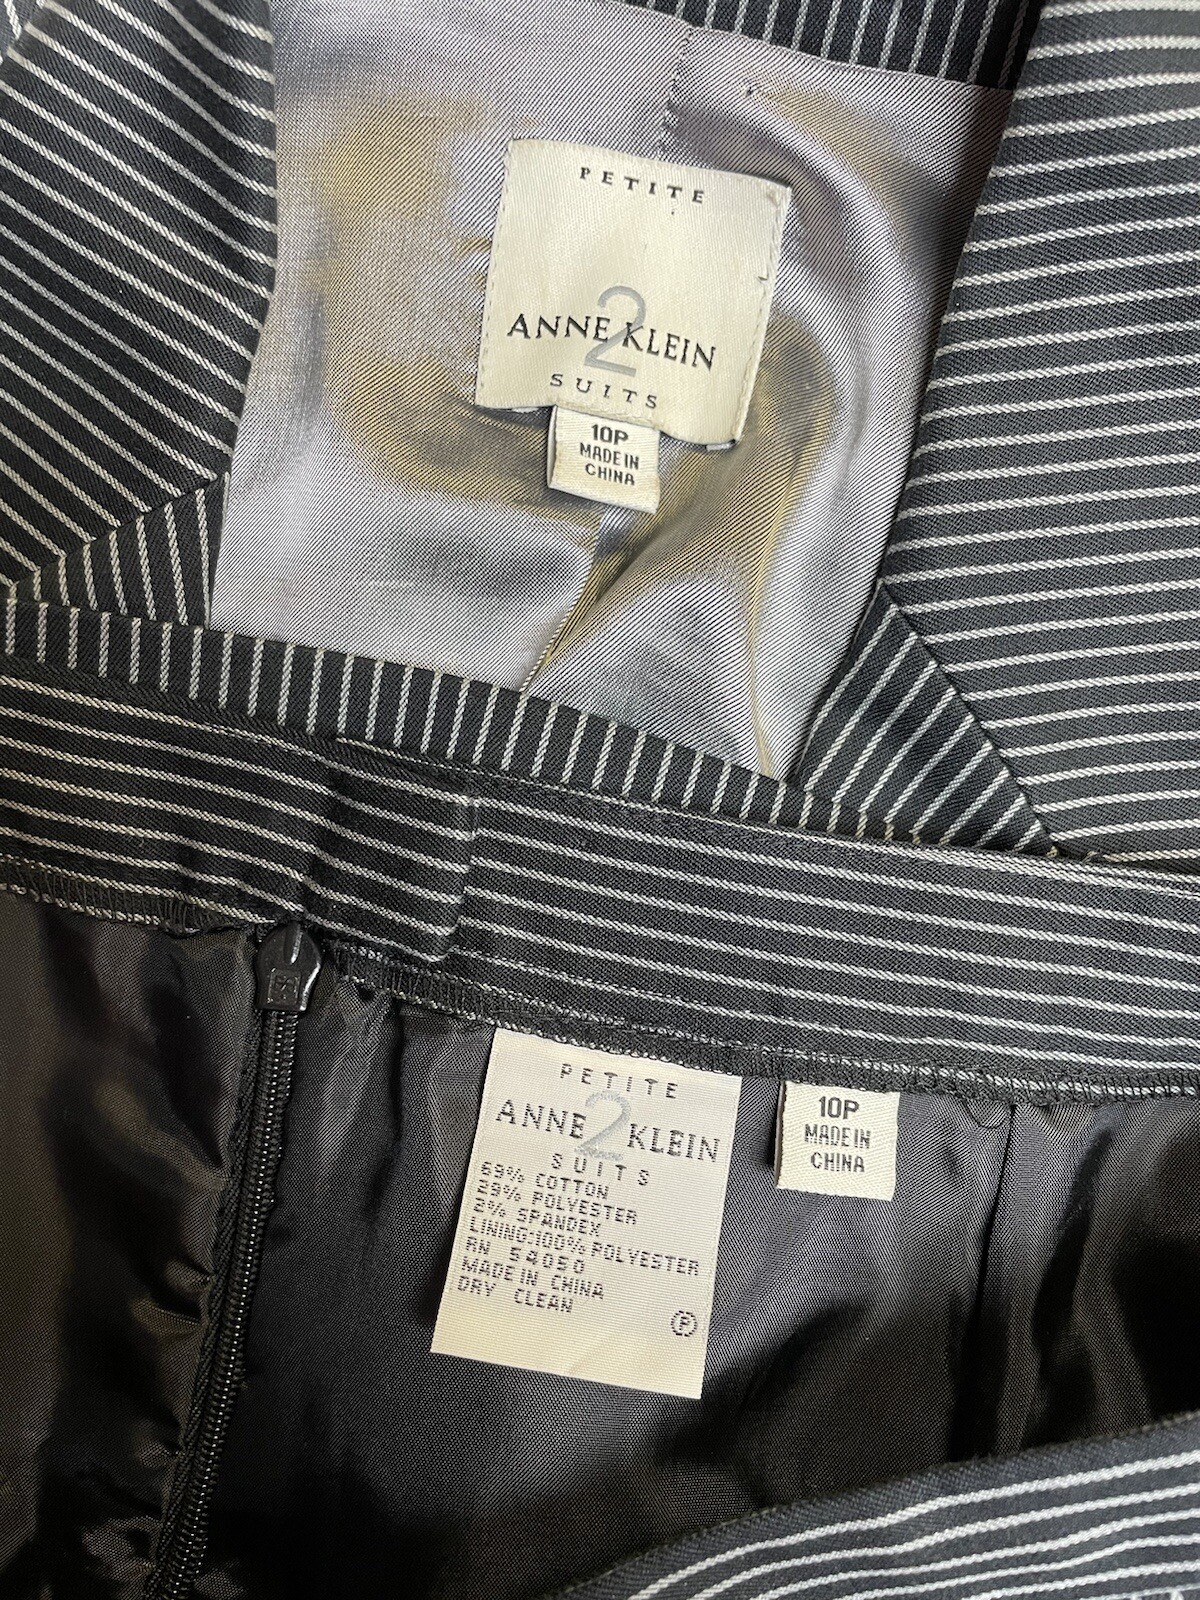 PETITE
2
ANNE KLEIN
SUITS
10P
MADE IN
CHINA
PETITE
ANNE 2 KLEIN
SUITS
69% COTTON
29% POLYESTER
2% SPANDEX
LINING:100% POLYESTER
RN 54050
MADE IN CHINA
DRY CLEAN
P
10P
MADE IN
CHINA